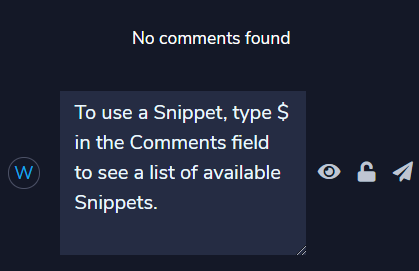 No comments found
To use a Snippet, type $
in the Comments field
to see a list of available
Snippets.
W